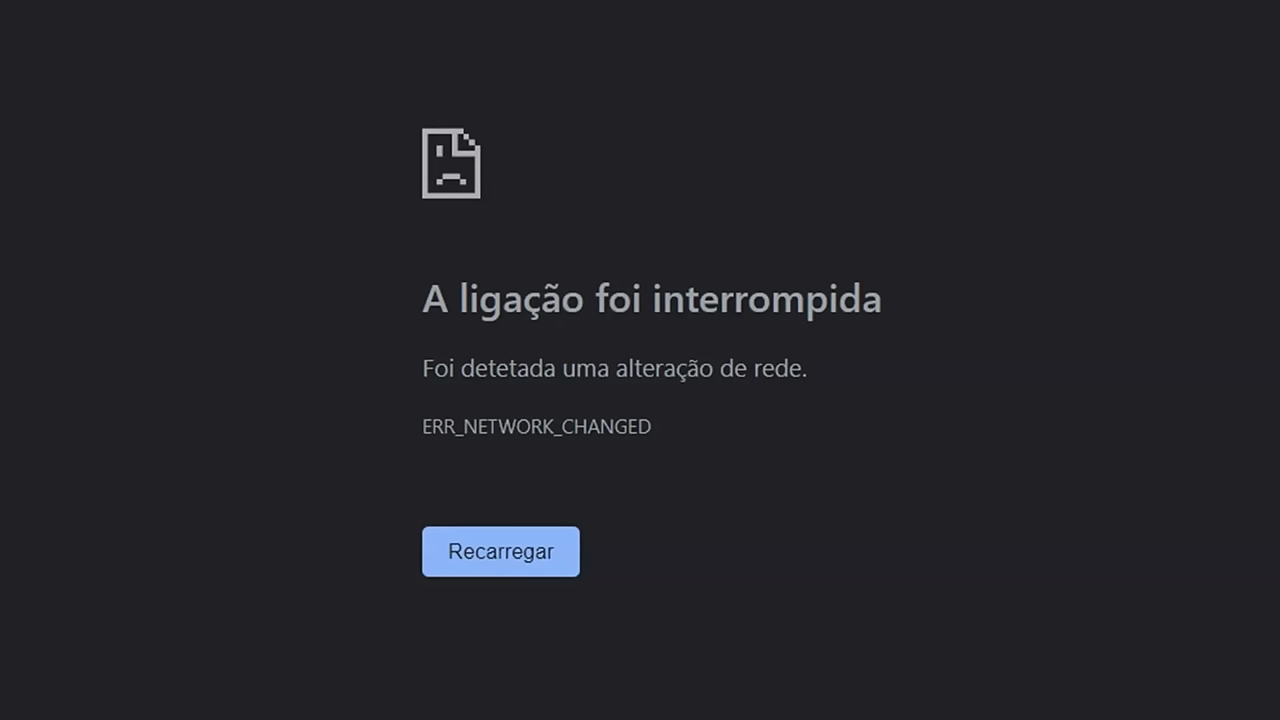 A ligação foi interrompida
Foi detetada uma alteração de rede.
ERR_NETWORK_CHANGED
Recarregar